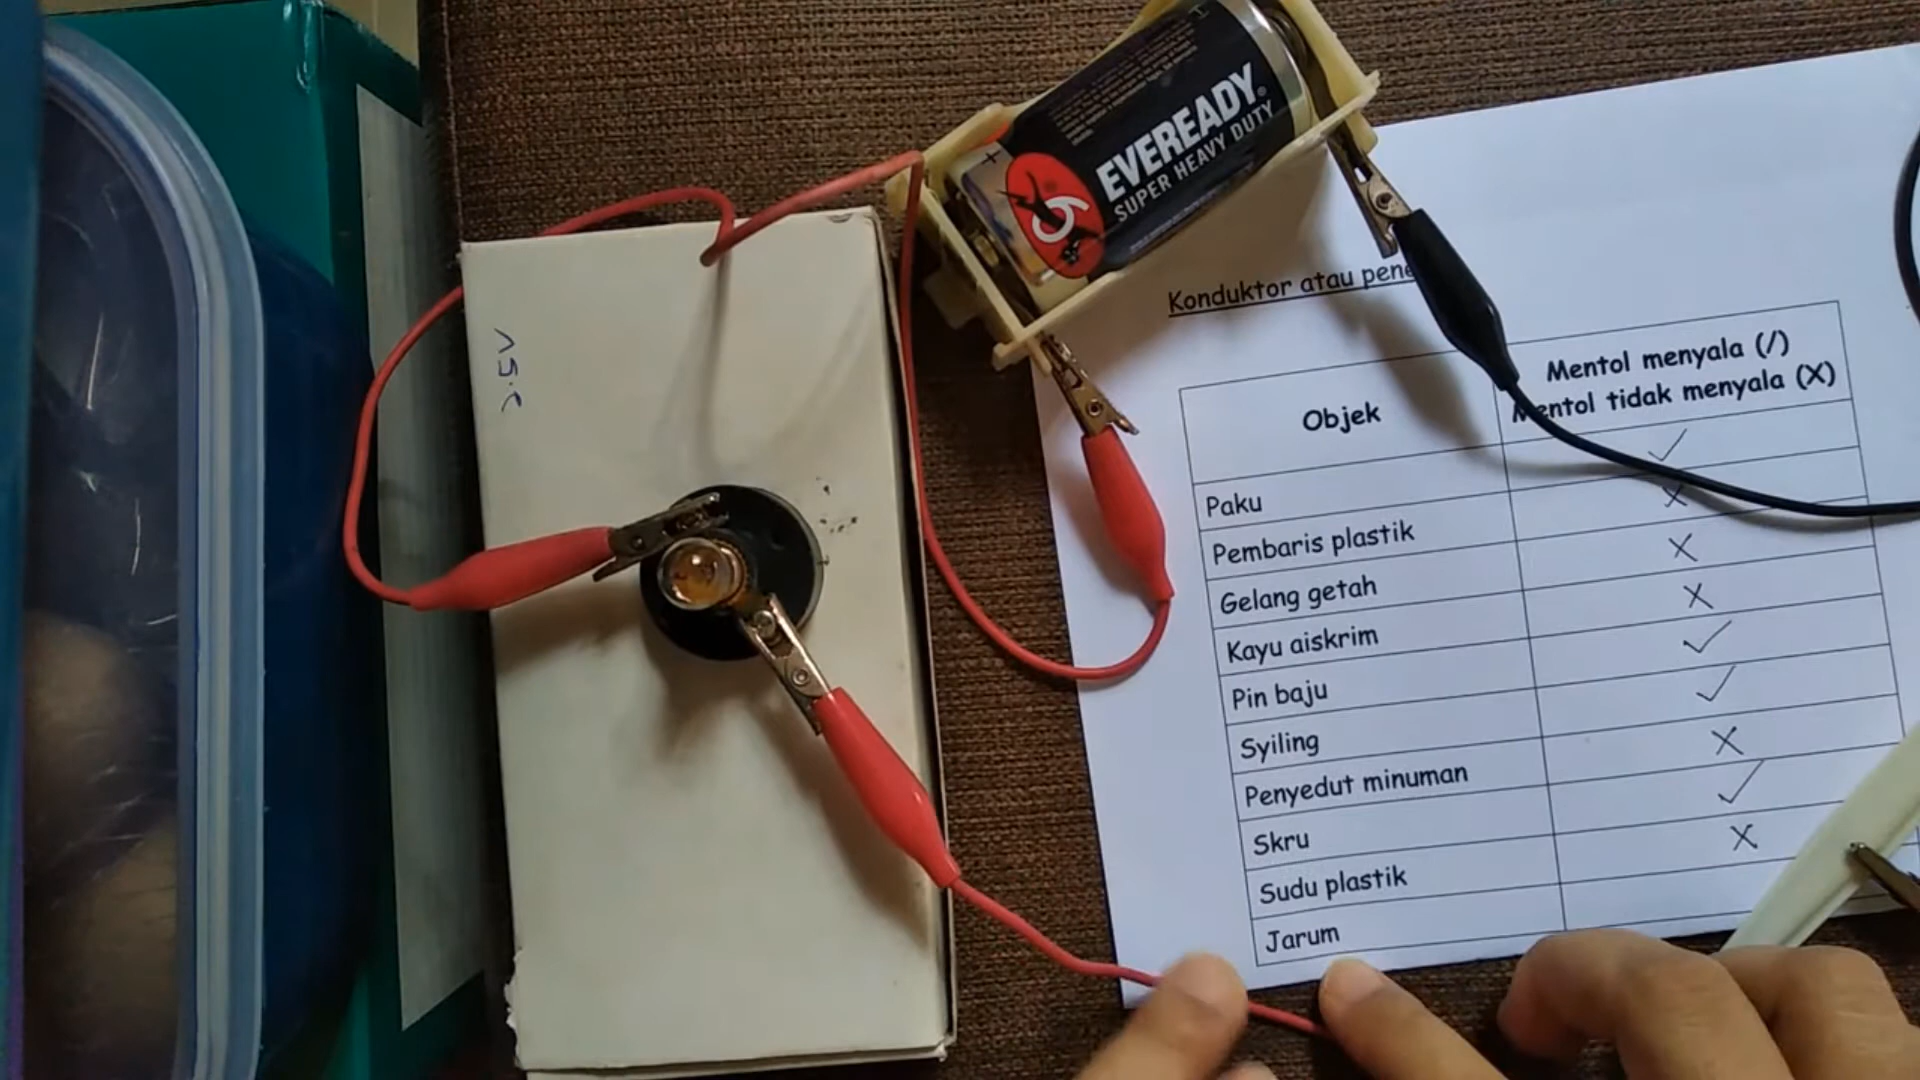 EVEREADY
SUPER HEAVY DUTY
+
Konduktor atau
Objek
Mentol menyala (/)
Mentol tidak menyala (X)
Paku ✓
Pembaris plastik X
Gelang getah X
Kayu aiskrim X
Pin baju ✓
Syiling ✓
Penyedut minuman X
Skru ✓
Sudu plastik X
Jarum